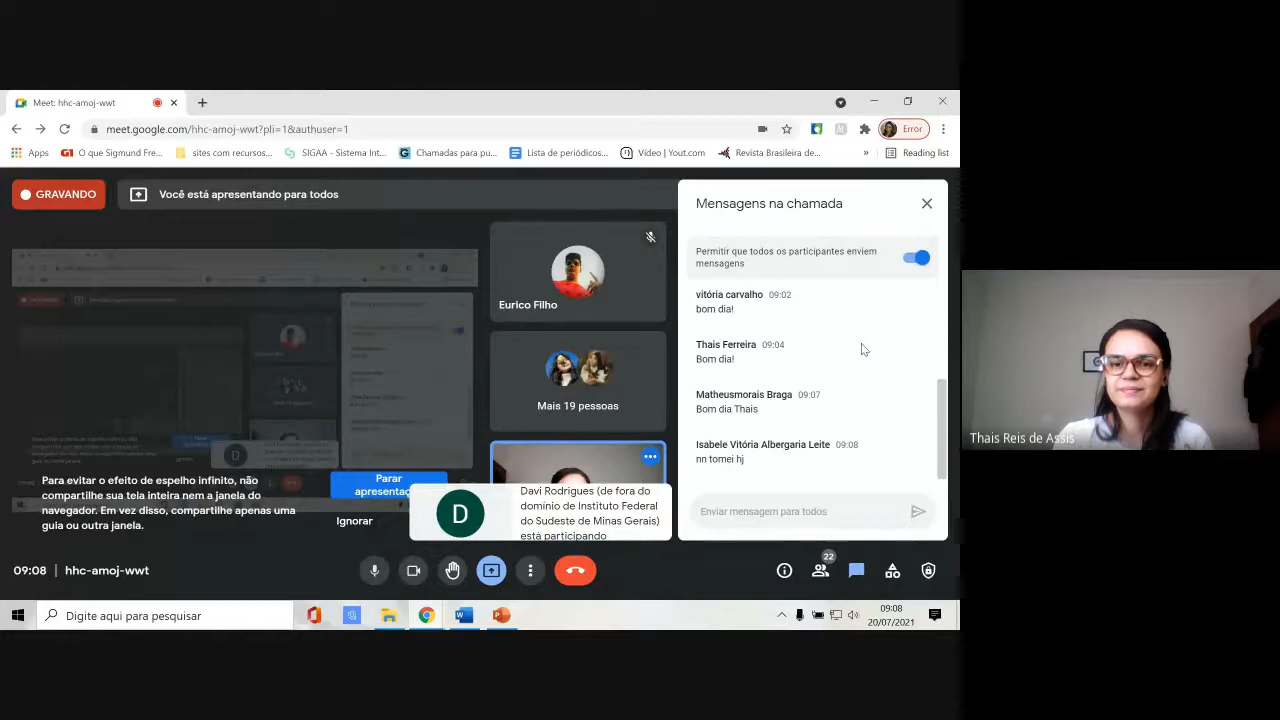 Meet: hhc-amoj-wwt
meet.google.com/hhc-amoj-wwt?pli=1&authuser=1
Error
Apps
O que Sigmund Fre...
sites com recursos...
SIGAA - Sistema Int...
Chamadas para pu...
Lista de periódicos...
Vídeo | Yout.com
Revista Brasileira de...
»
Reading list
GRAVANDO
Você está apresentando para todos
Eurico Filho
Mais 19 pessoas
Para evitar o efeito de espelho infinito, não
compartilhe sua tela inteira nem a janela do
navegador. Em vez disso, compartilhe apenas uma
guia ou outra janela.
Parar
apresentaç
Ignorar
D
D
Davi Rodrigues (de fora do
domínio de Instituto Federal
do Sudeste de Minas Gerais)
está participando
Mensagens na chamada
Permitir que todos os participantes enviem
mensagens
vitória carvalho 09:02
bom dia!
Thais Ferreira 09:04
Bom dia!
Matheusmorais Braga 09:07
Bom dia Thais
Isabele Vitória Albergaria Leite 09:08
nn tomei hj
Enviar mensagem para todos
09:08 | hhc-amoj-wwt
22
Digite aqui para pesquisar
09:08
20/07/2021
Thais Reis de Assis